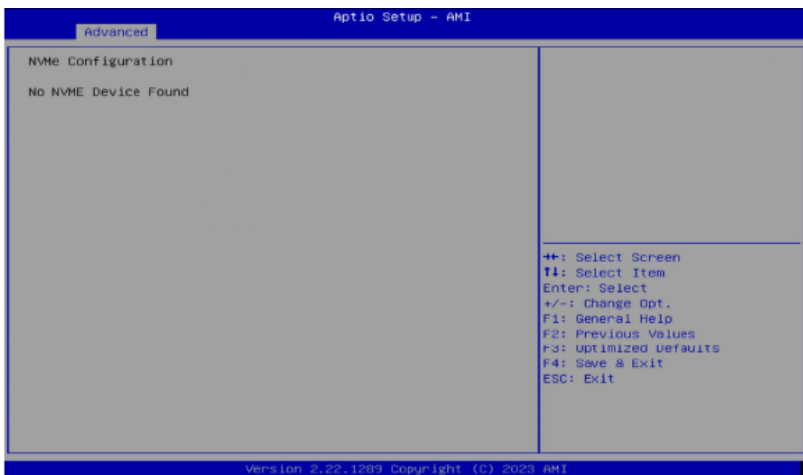 Aptio Setup – AMI
Advanced
NVMe Configuration
No NVME Device Found
→←: Select Screen
↑↓: Select Item
Enter: Select
+/-: Change Opt.
F1: General Help
F2: Previous Values
F3: Optimized Defaults
F4: Save & Exit
ESC: Exit
Version 2.22.1289 Copyright (C) 2023 AMI